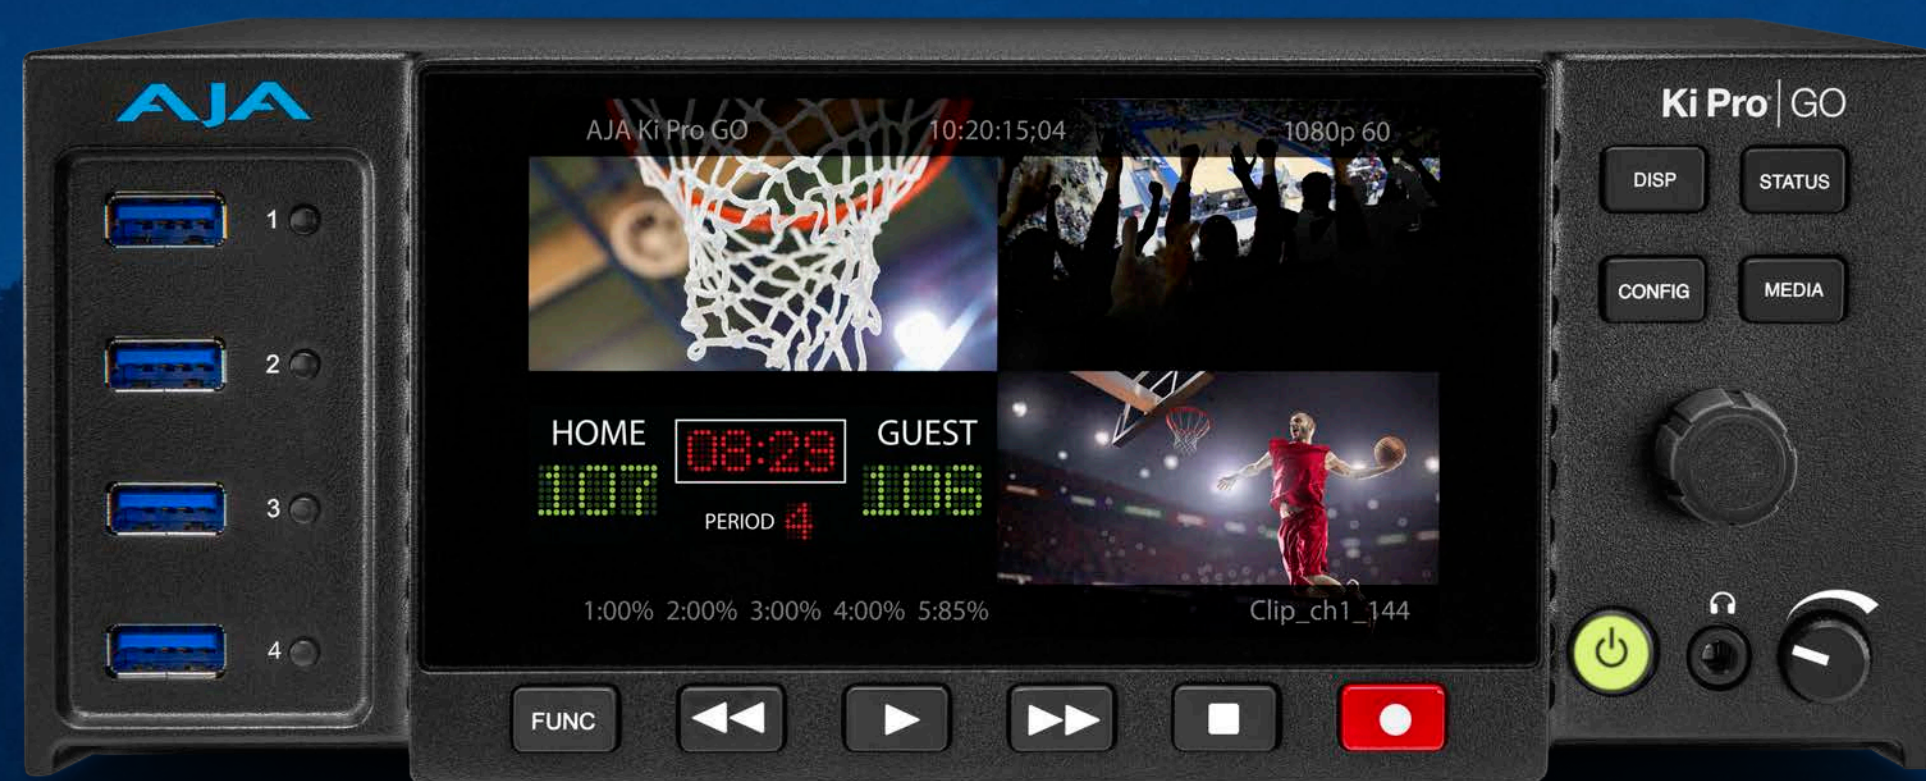 AJA
1
2
3
4
AJA Ki Pro GO 10:20:15;04 1080p 60
HOME 08:29 GUEST
107 106
PERIOD 4
1:00% 2:00% 3:00% 4:00% 5:85% Clip_ch1_144
FUNC
Ki Pro GO
DISP STATUS
CONFIG MEDIA